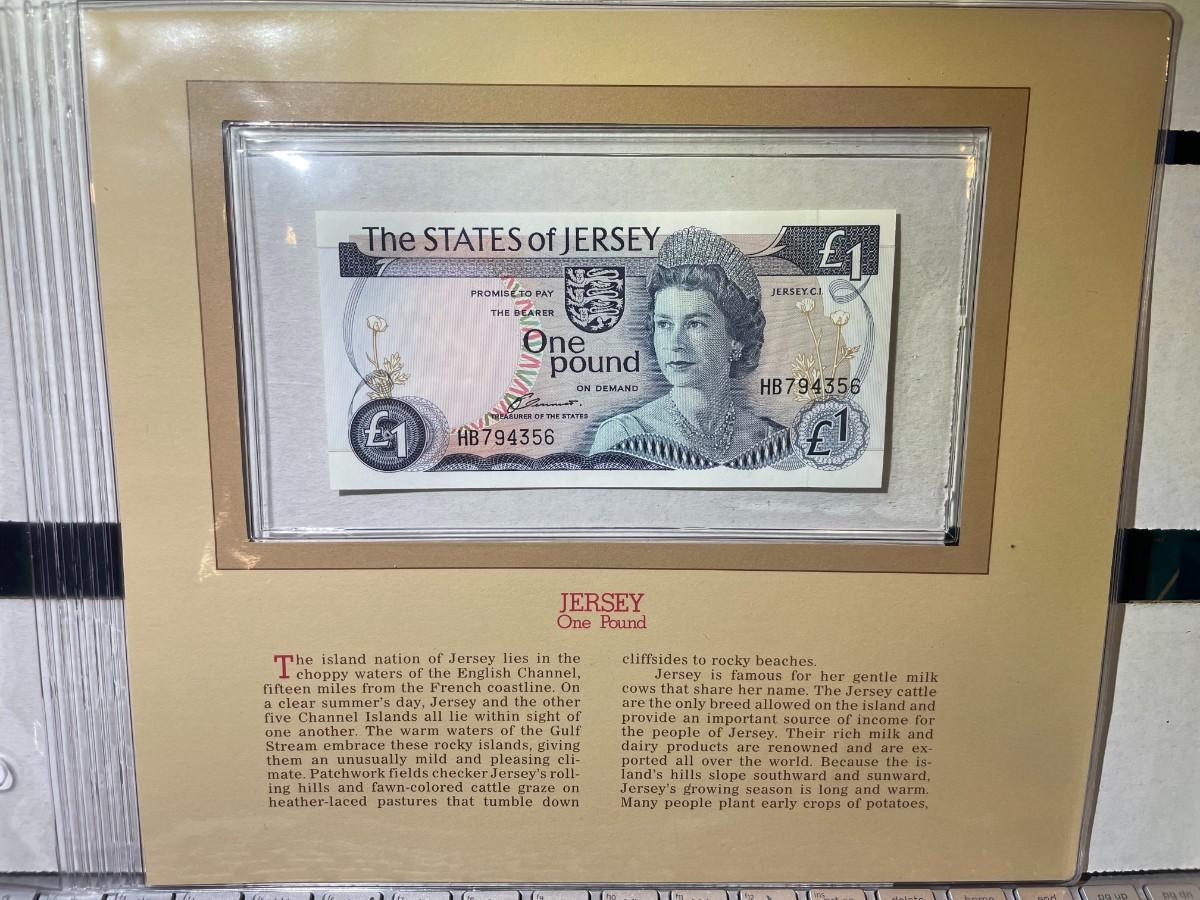 The STATES of JERSEY
£1
PROMISE TO PAY
THE BEARER
JERSEY.C.I.
One
pound
ON DEMAND
HB794356
TREASURER OF THE STATES
£1
HB794356
£1
JERSEY
One Pound
The island nation of Jersey lies in the
choppy waters of the English Channel,
fifteen miles from the French coastline. On
a clear summer's day, Jersey and the other
five Channel Islands all lie within sight of
one another. The warm waters of the Gulf
Stream embrace these rocky islands, giving
them an unusually mild and pleasing cli-
mate. Patchwork fields checker Jersey's roll-
ing hills and fawn-colored cattle graze on
heather-laced pastures that tumble down
cliffsides to rocky beaches.
Jersey is famous for her gentle milk
cows that share her name. The Jersey cattle
are the only breed allowed on the island and
provide an important source of income for
the people of Jersey. Their rich milk and
dairy products are renowned and are ex-
ported all over the world. Because the is-
land's hills slope southward and sunward,
Jersey's growing season is long and warm.
Many people plant early crops of potatoes,
delete
home
end
pg up
pg dn